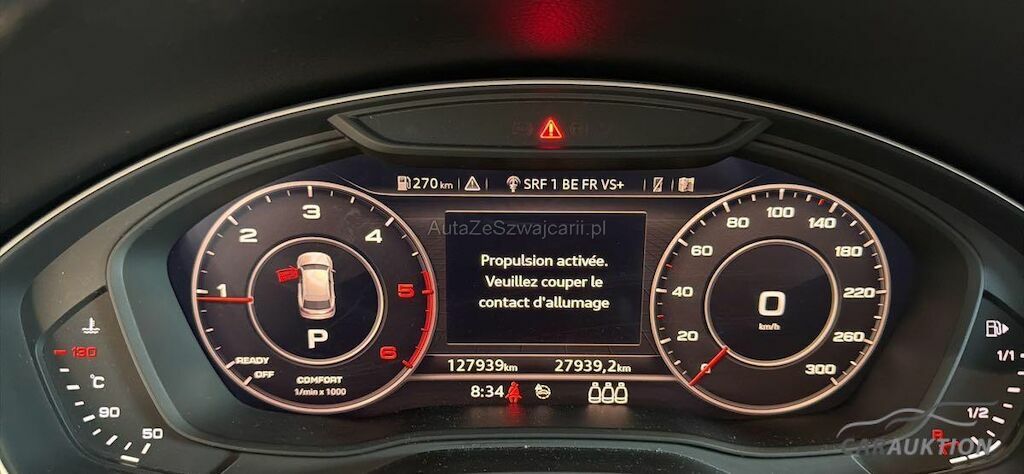 270 km SRF 1 BE FR VS+
AutaZeSzwajcarii.pl
Propulsion activée.
Veuillez couper le
contact d'allumage
1 2 3 4 5 6
READY
OFF
P
COMFORT
1/min x 1000
0 20 40 60 80 100 140 180 220 260 300
0
km/h
127939km 27939,2km
8:34
130
°C
90
50
1/1
1/2
R
CARAUKTION